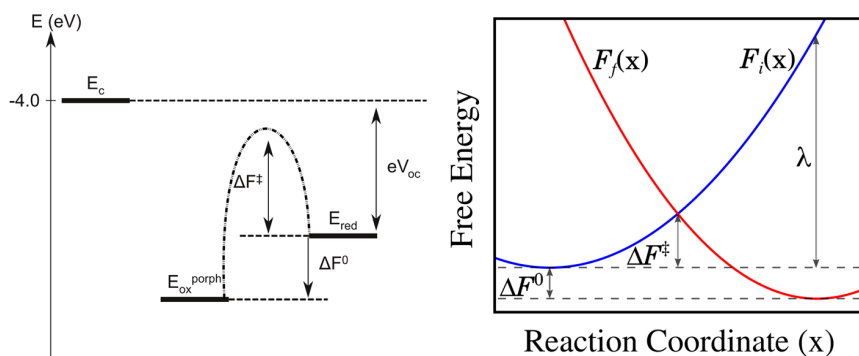 E (eV)
E_c
-4.0
ΔF^‡
eV_oc
E_red
ΔF^0
E_ox^porph
Free Energy
F_f(x)
F_i(x)
λ
ΔF^‡
ΔF^0
Reaction Coordinate (x)